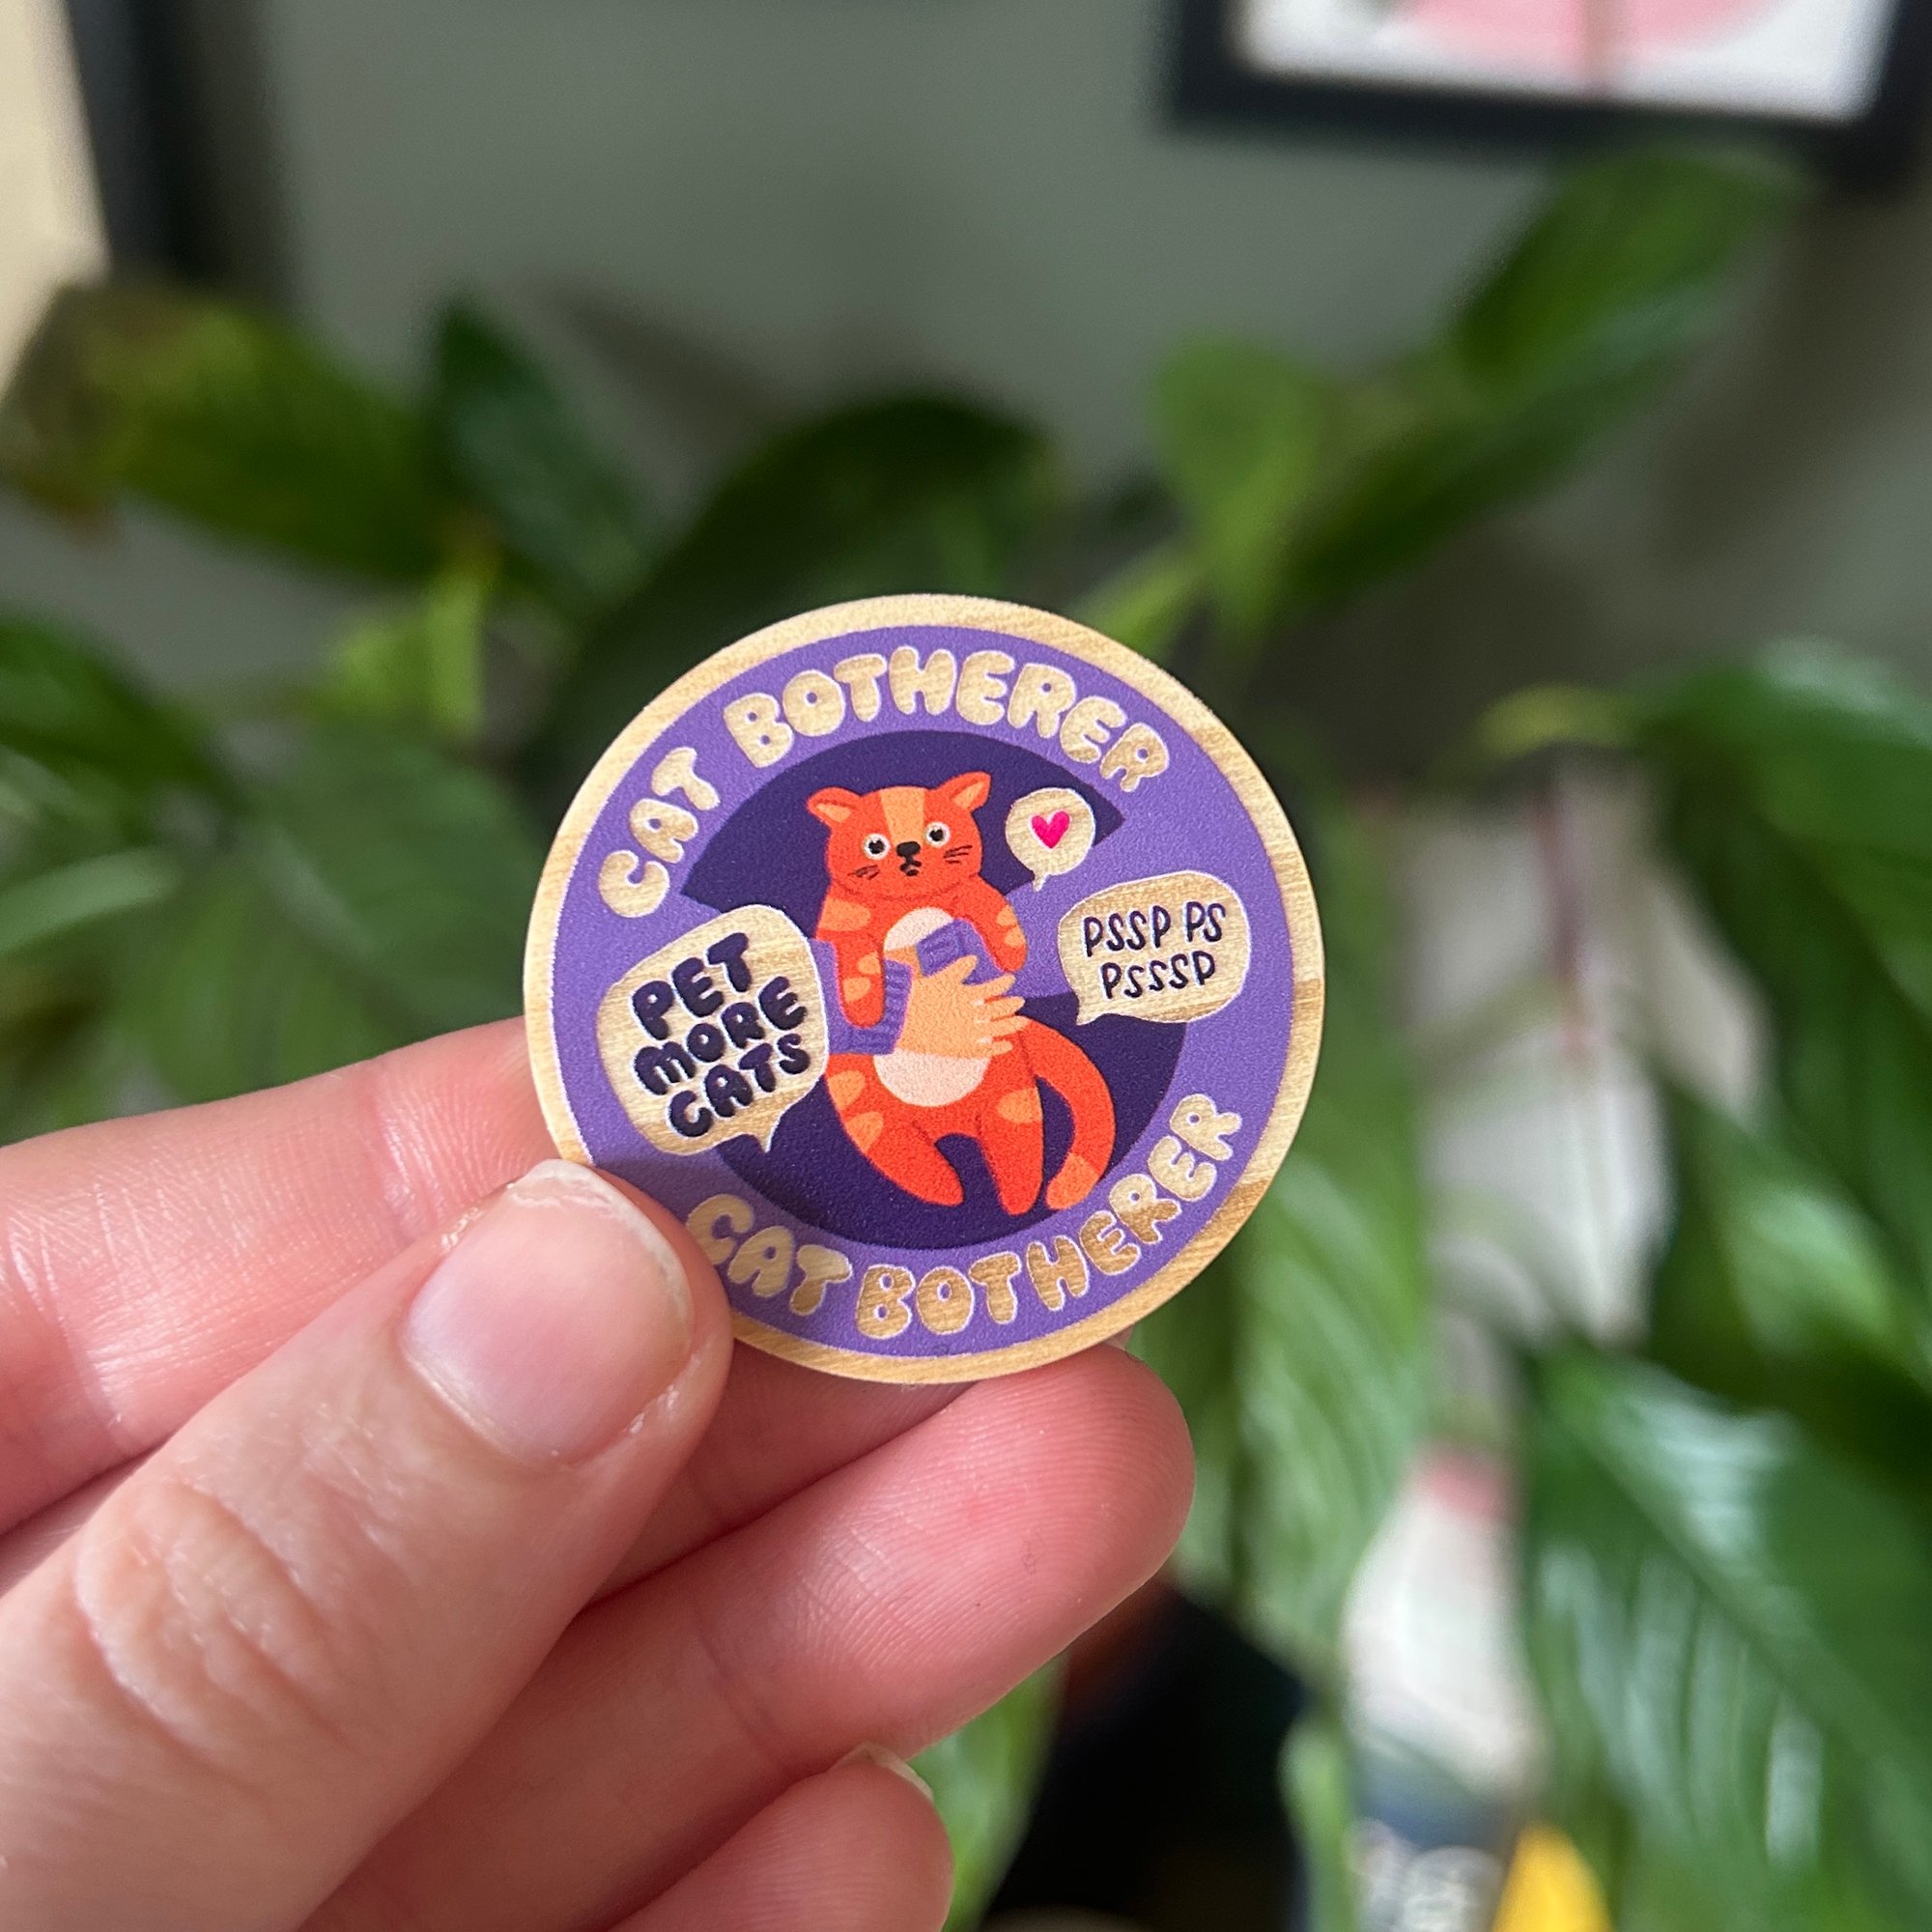 CAT BOTHERER
PSSP PS
PSSSP
PET
MORE
CATS
CAT BOTHERER